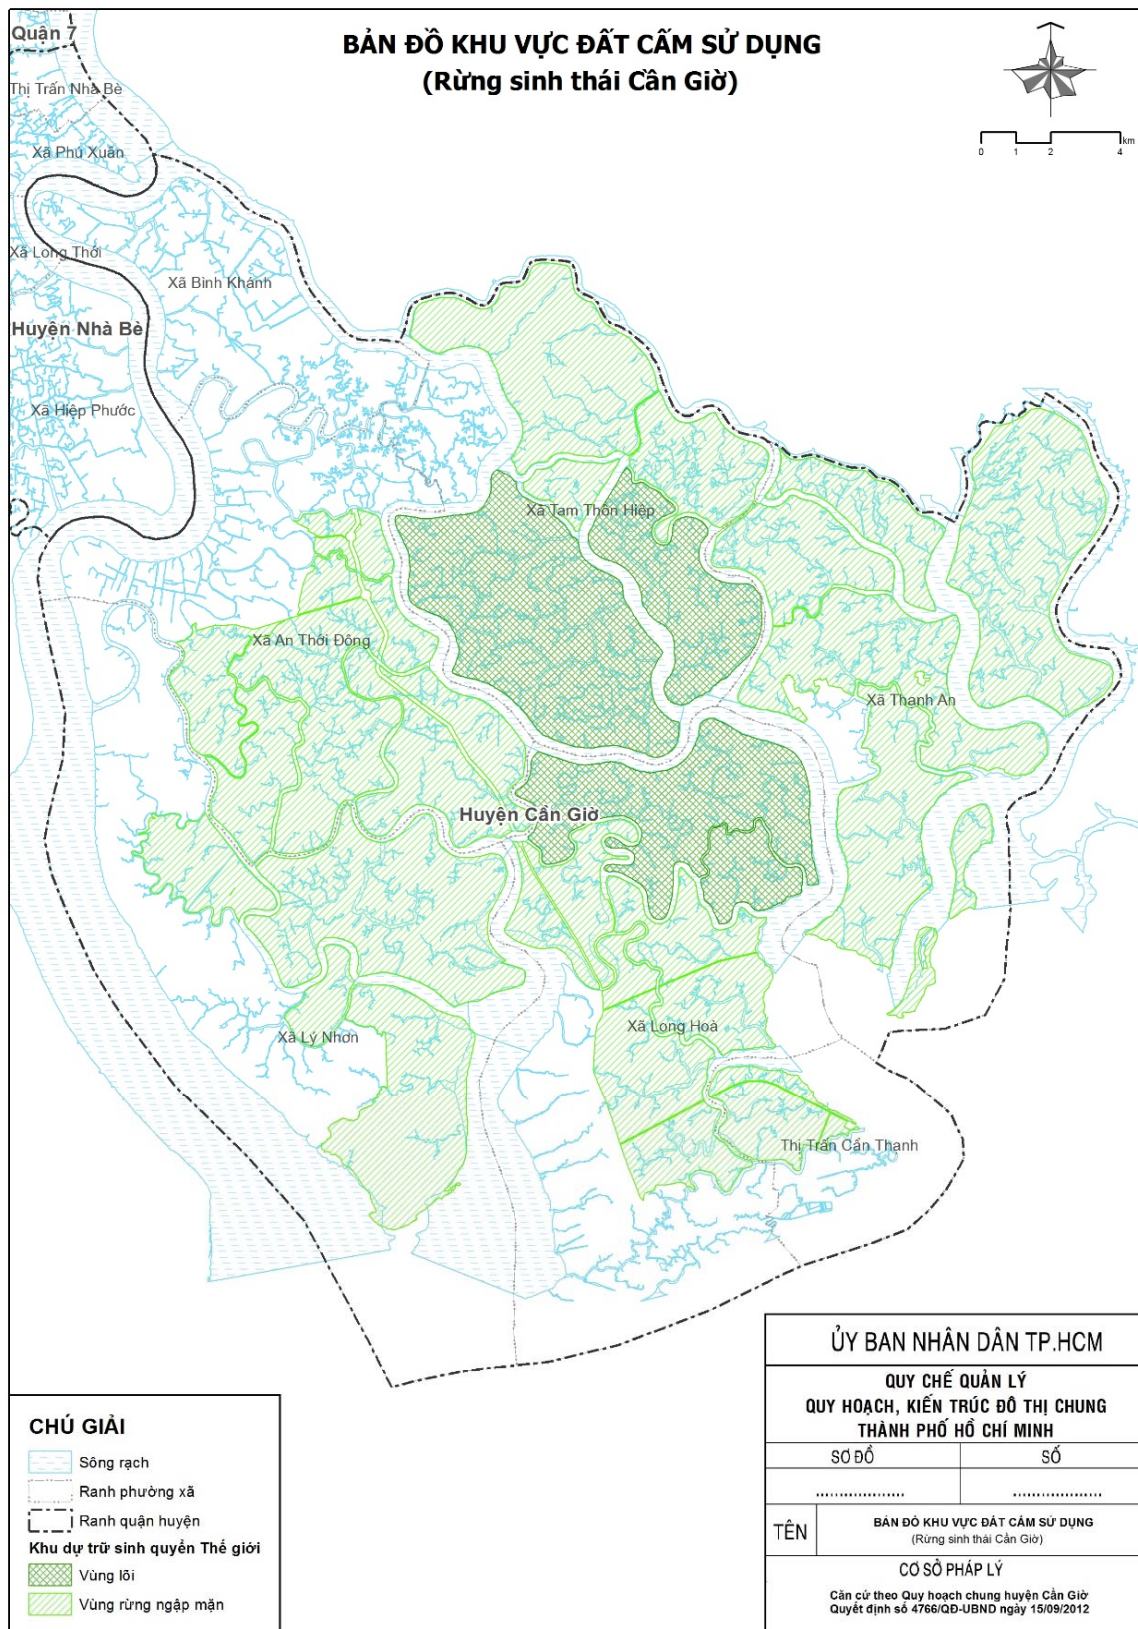 BẢN ĐỒ KHU VỰC ĐẤT CẤM SỬ DỤNG
(Rừng sinh thái Cần Giờ)
km
0 1 2 4
Quận 7
Thị Trấn Nhà Bè
Xã Phú Xuân
Xã Long Thới
Xã Bình Khánh
Huyện Nhà Bè
Xã Hiệp Phước
Xã Tam Thôn Hiệp
Xã An Thới Đông
Xã Thanh An
Huyện Cần Giờ
Xã Long Hoà
Xã Lý Nhơn
Thị Trấn Cần Thanh
CHÚ GIẢI
Sông rạch
Ranh phường xã
Ranh quận huyện
Khu dự trữ sinh quyển Thế giới
Vùng lõi
Vùng rừng ngập mặn
ỦY BAN NHÂN DÂN TP.HCM
QUY CHẾ QUẢN LÝ
QUY HOẠCH, KIẾN TRÚC ĐÔ THỊ CHUNG
THÀNH PHỐ HỒ CHÍ MINH
SƠ ĐỒ SỐ
................... ...................
TÊN
BẢN ĐỒ KHU VỰC ĐẤT CẤM SỬ DỤNG
(Rừng sinh thái Cần Giờ)
CƠ SỞ PHÁP LÝ
Căn cứ theo Quy hoạch chung huyện Cần Giờ
Quyết định số 4766/QĐ-UBND ngày 15/09/2012